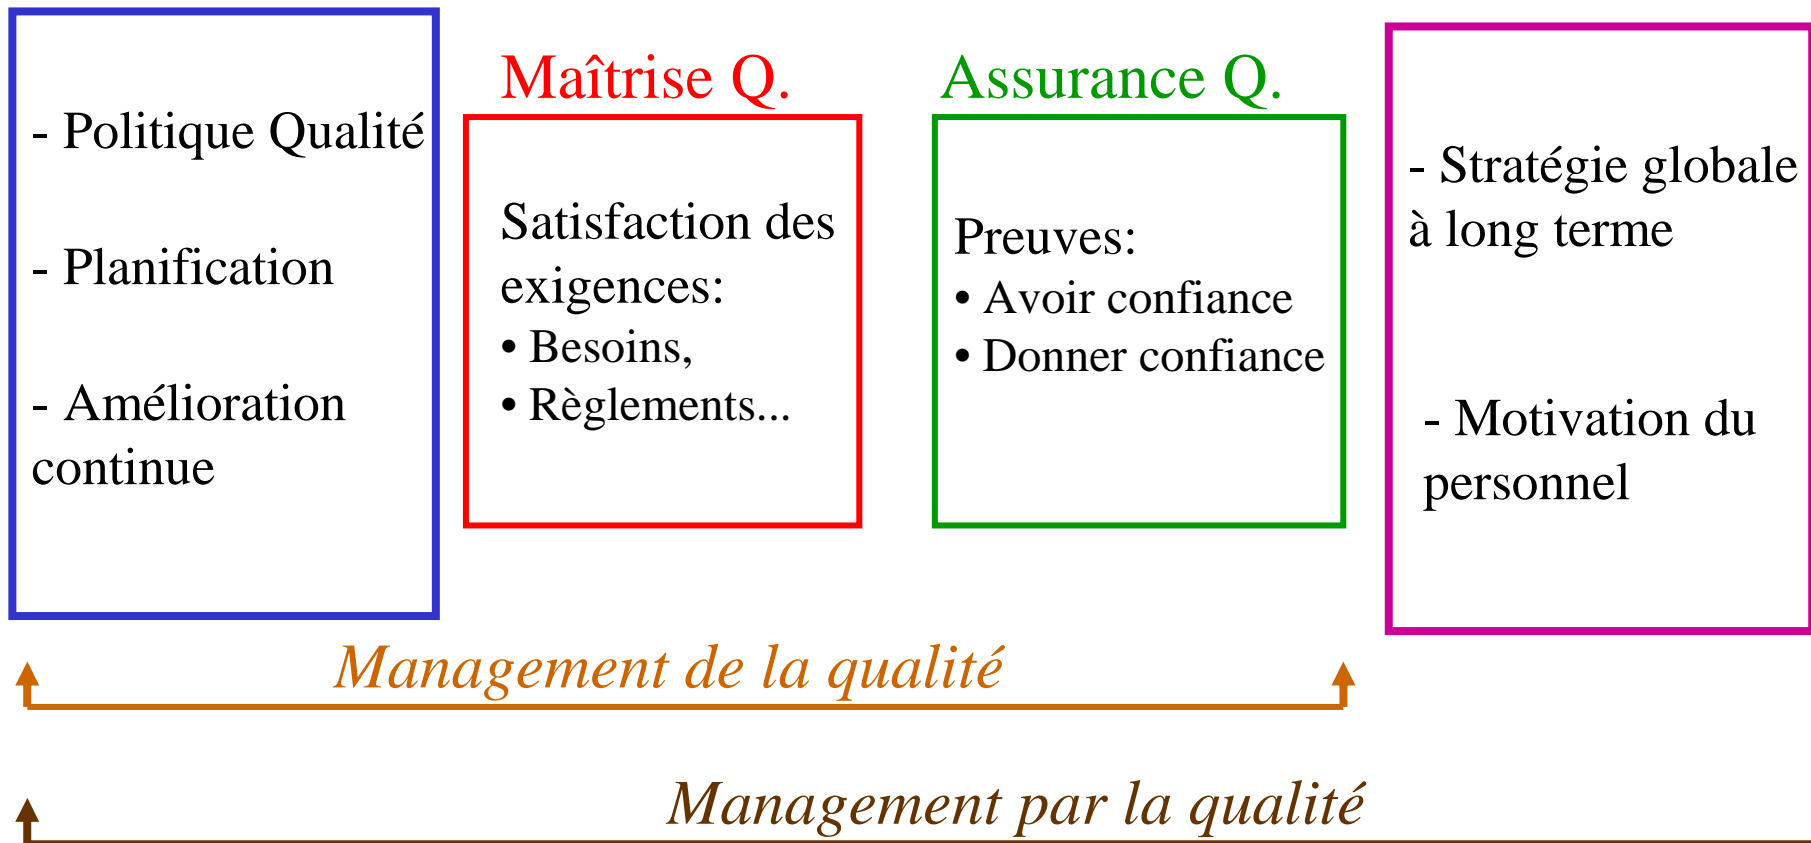 - Politique Qualité
- Planification
- Amélioration
continue
Maîtrise Q.
Satisfaction des
exigences:
• Besoins,
• Règlements...
Assurance Q.
Preuves:
• Avoir confiance
• Donner confiance
- Stratégie globale
à long terme
- Motivation du
personnel
Management de la qualité
Management par la qualité